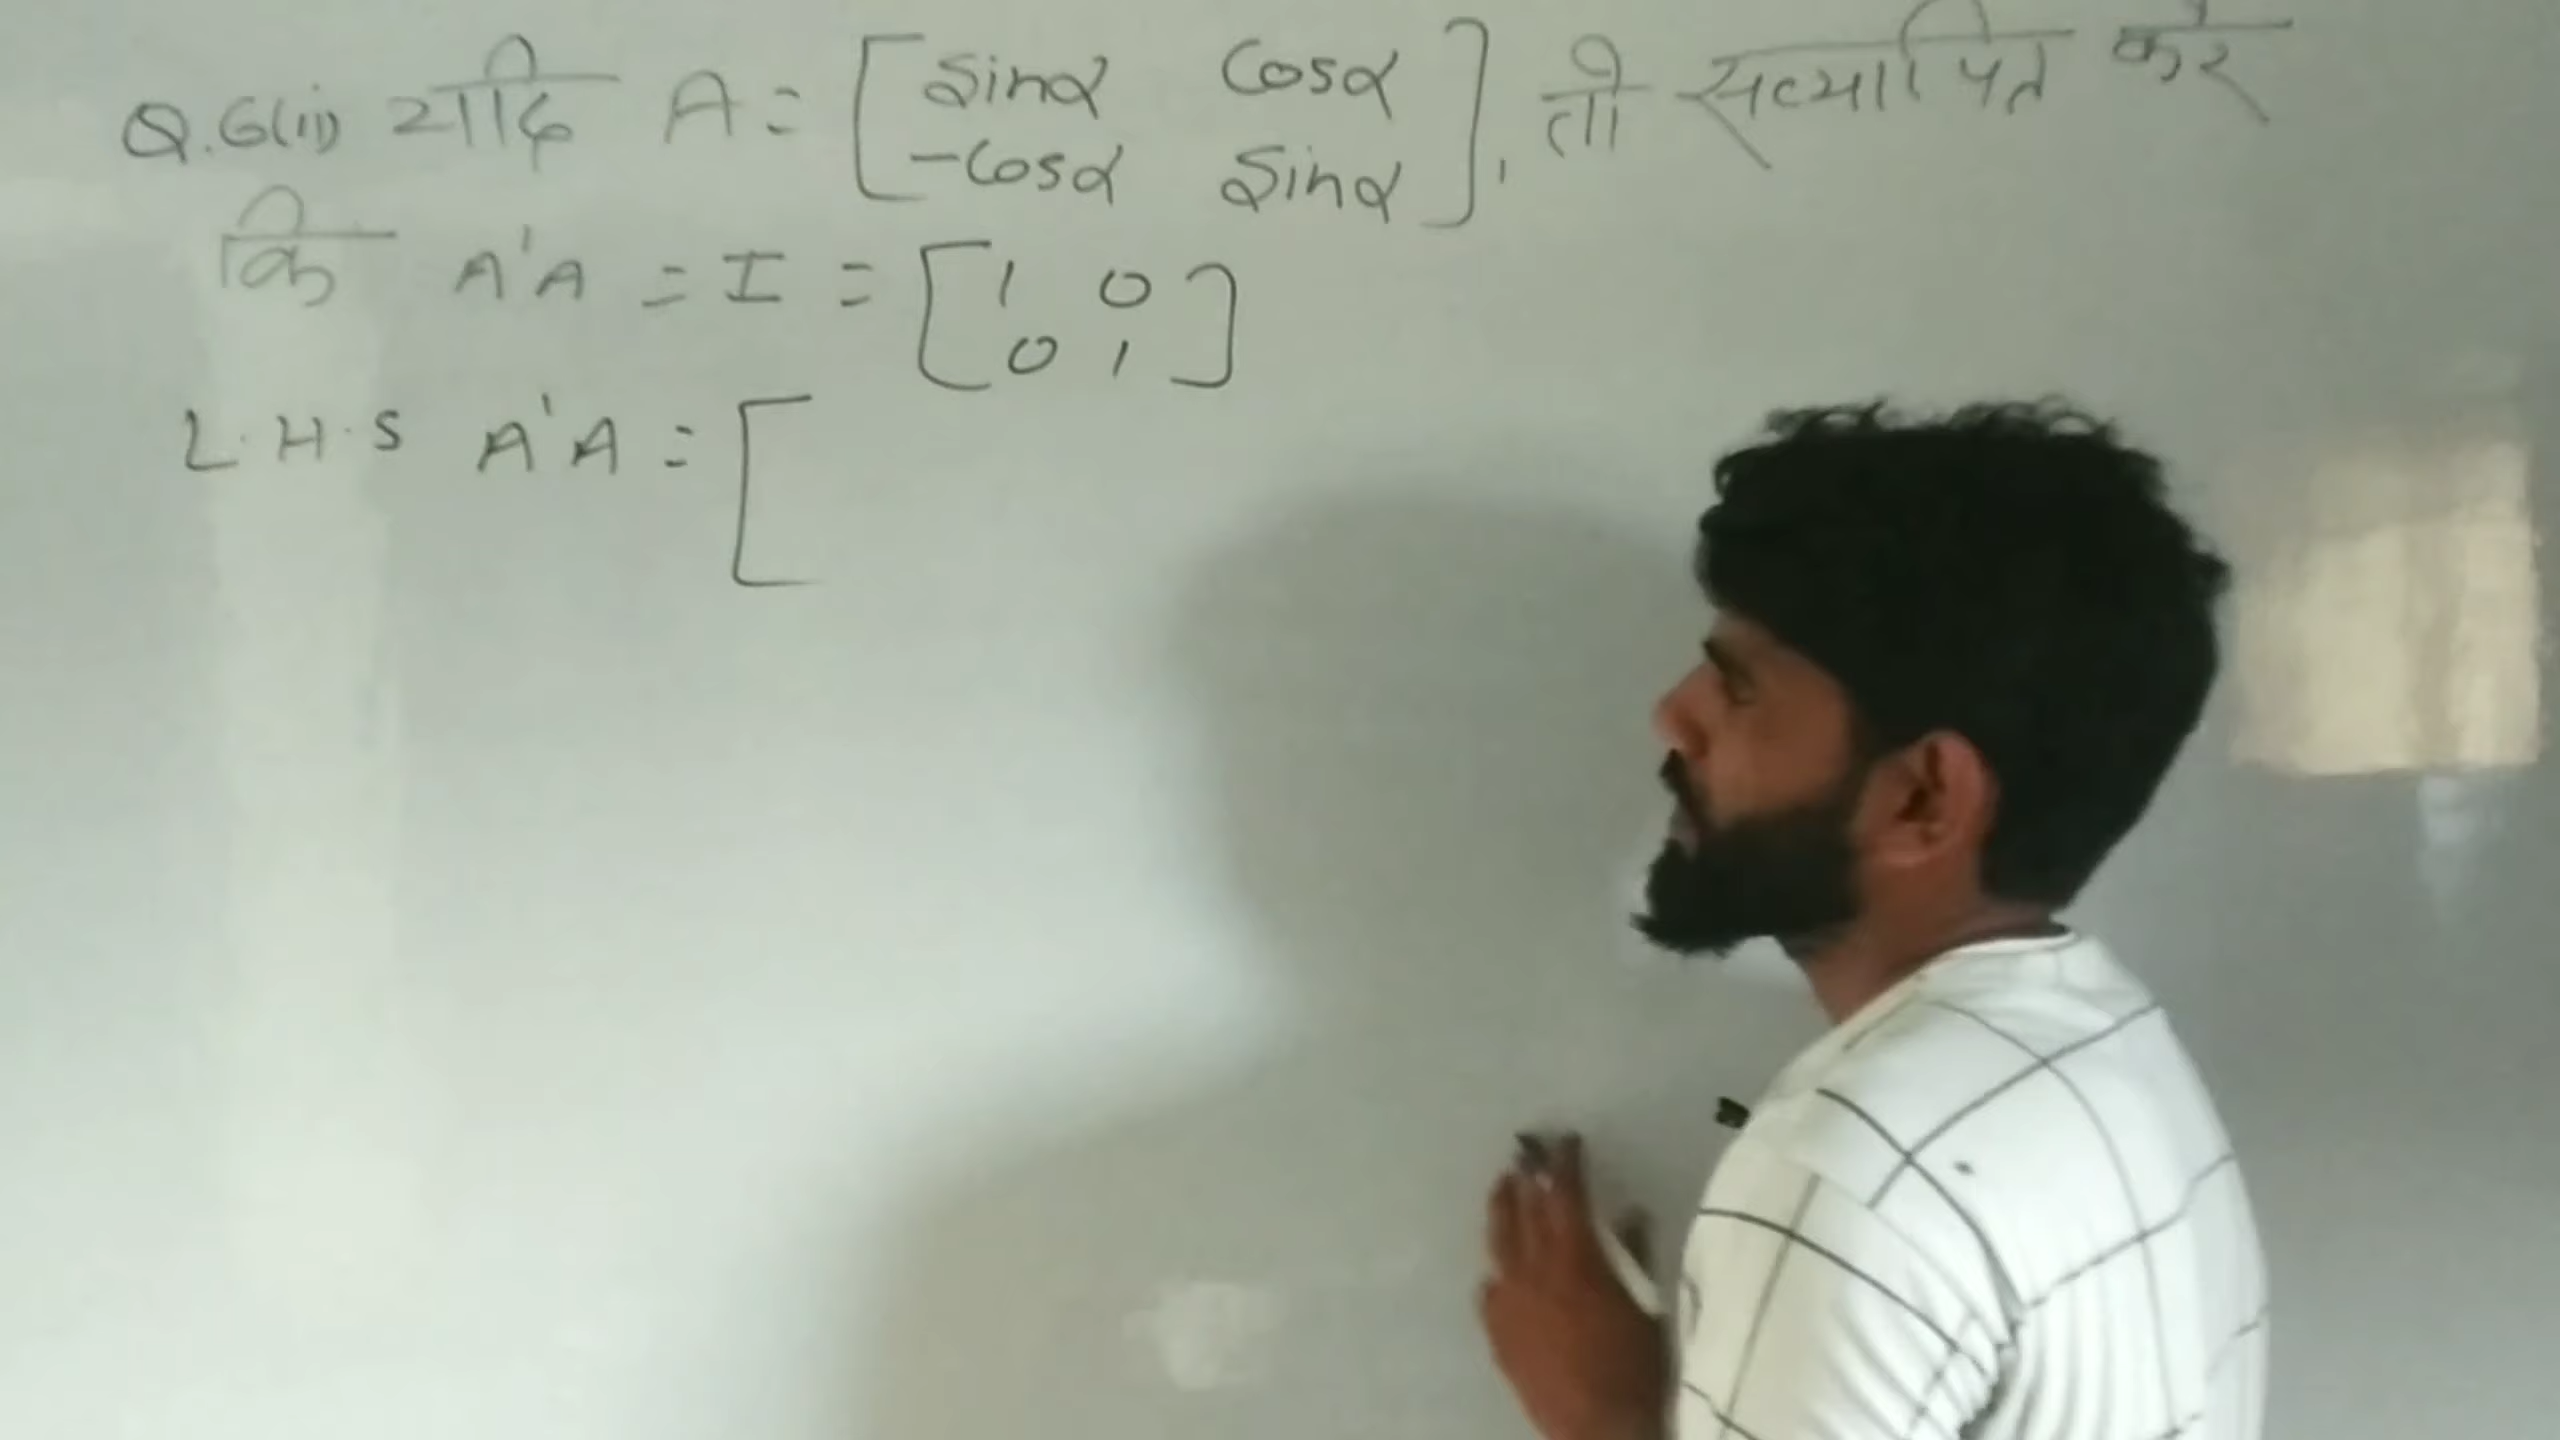 Q.6(ii) यदि A = [ sinα cosα ], तो सत्यापित करें
-cosα sinα
कि A'A = I = [ 1 0 ]
0 1
L.H.S A'A = [